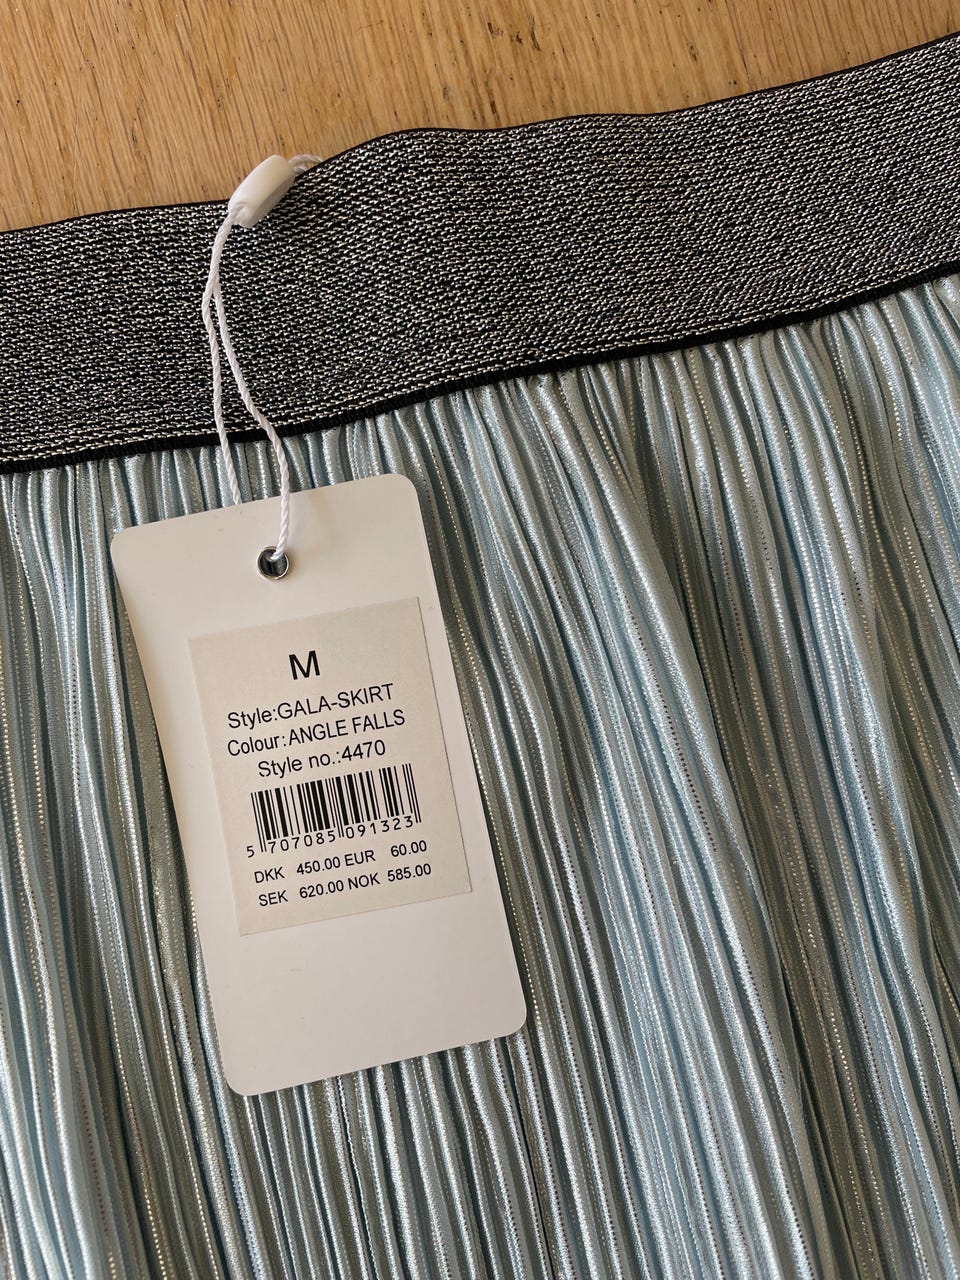 M
Style:GALA-SKIRT
Colour:ANGLE FALLS
Style no.:4470
5 707085 091323
DKK 450.00 EUR 60.00
SEK 620.00 NOK 585.00